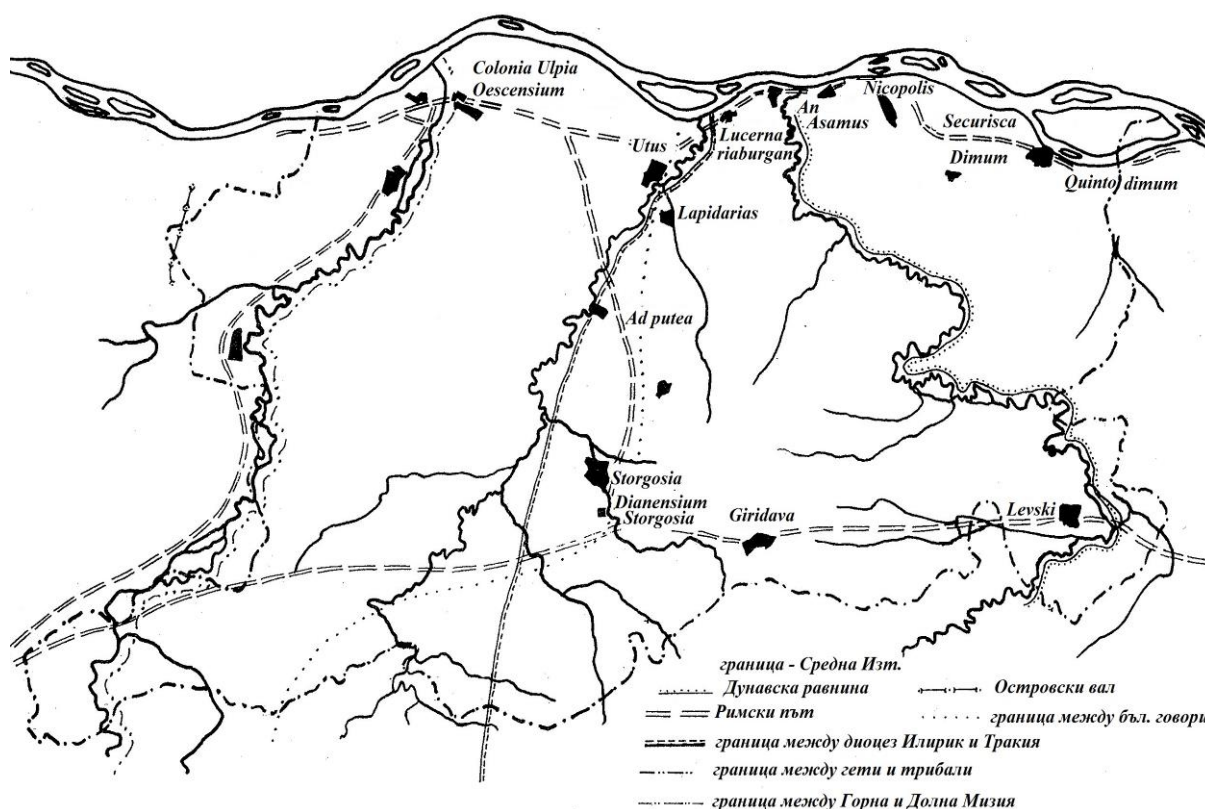 Colonia Ulpia
Oescensium
Nicopolis
An
Asamus
Securisca
Utus
Lucerna
riaburgan
Dimum
Quinto dimum
Lapidarias
Ad putea
Storgosia
Dianensium
Storgosia
Giridava
Levski
граница - Средна Изт.
Дунавска равнина
Островски вал
Римски път
граница между бъл. говори
граница между диоцез Илирик и Тракия
граница между гети и трибали
граница между Горна и Долна Мизия